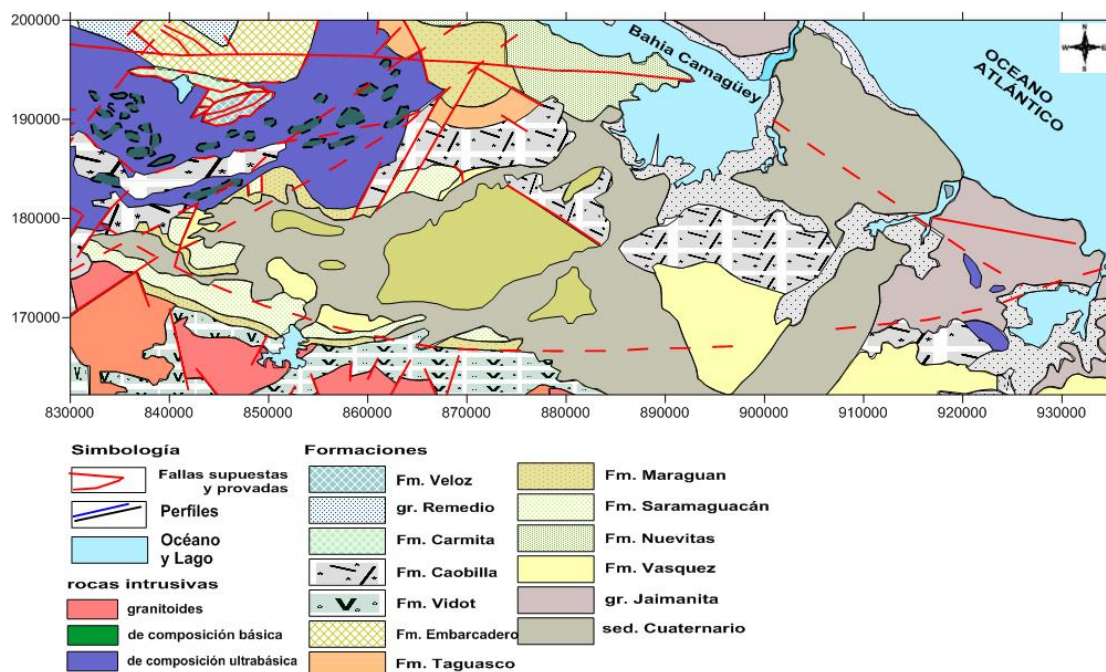 200000
190000
180000
170000
Bahía Camagüey
OCEANO
ATLÁNTICO
N
W
E
S
830000 840000 850000 860000 870000 880000 890000 900000 910000 920000 930000
Simbología
Fallas supuestas
y provadas
Perfiles
Océano
y Lago
rocas intrusivas
granitoides
de composición básica
de composición ultrabásica
Formaciones
Fm. Veloz
gr. Remedio
Fm. Carmita
Fm. Caobilla
Fm. Vidot
Fm. Embarcadero
Fm. Taguasco
Fm. Maraguan
Fm. Saramaguacán
Fm. Nuevitas
Fm. Vasquez
gr. Jaimanita
sed. Cuaternario